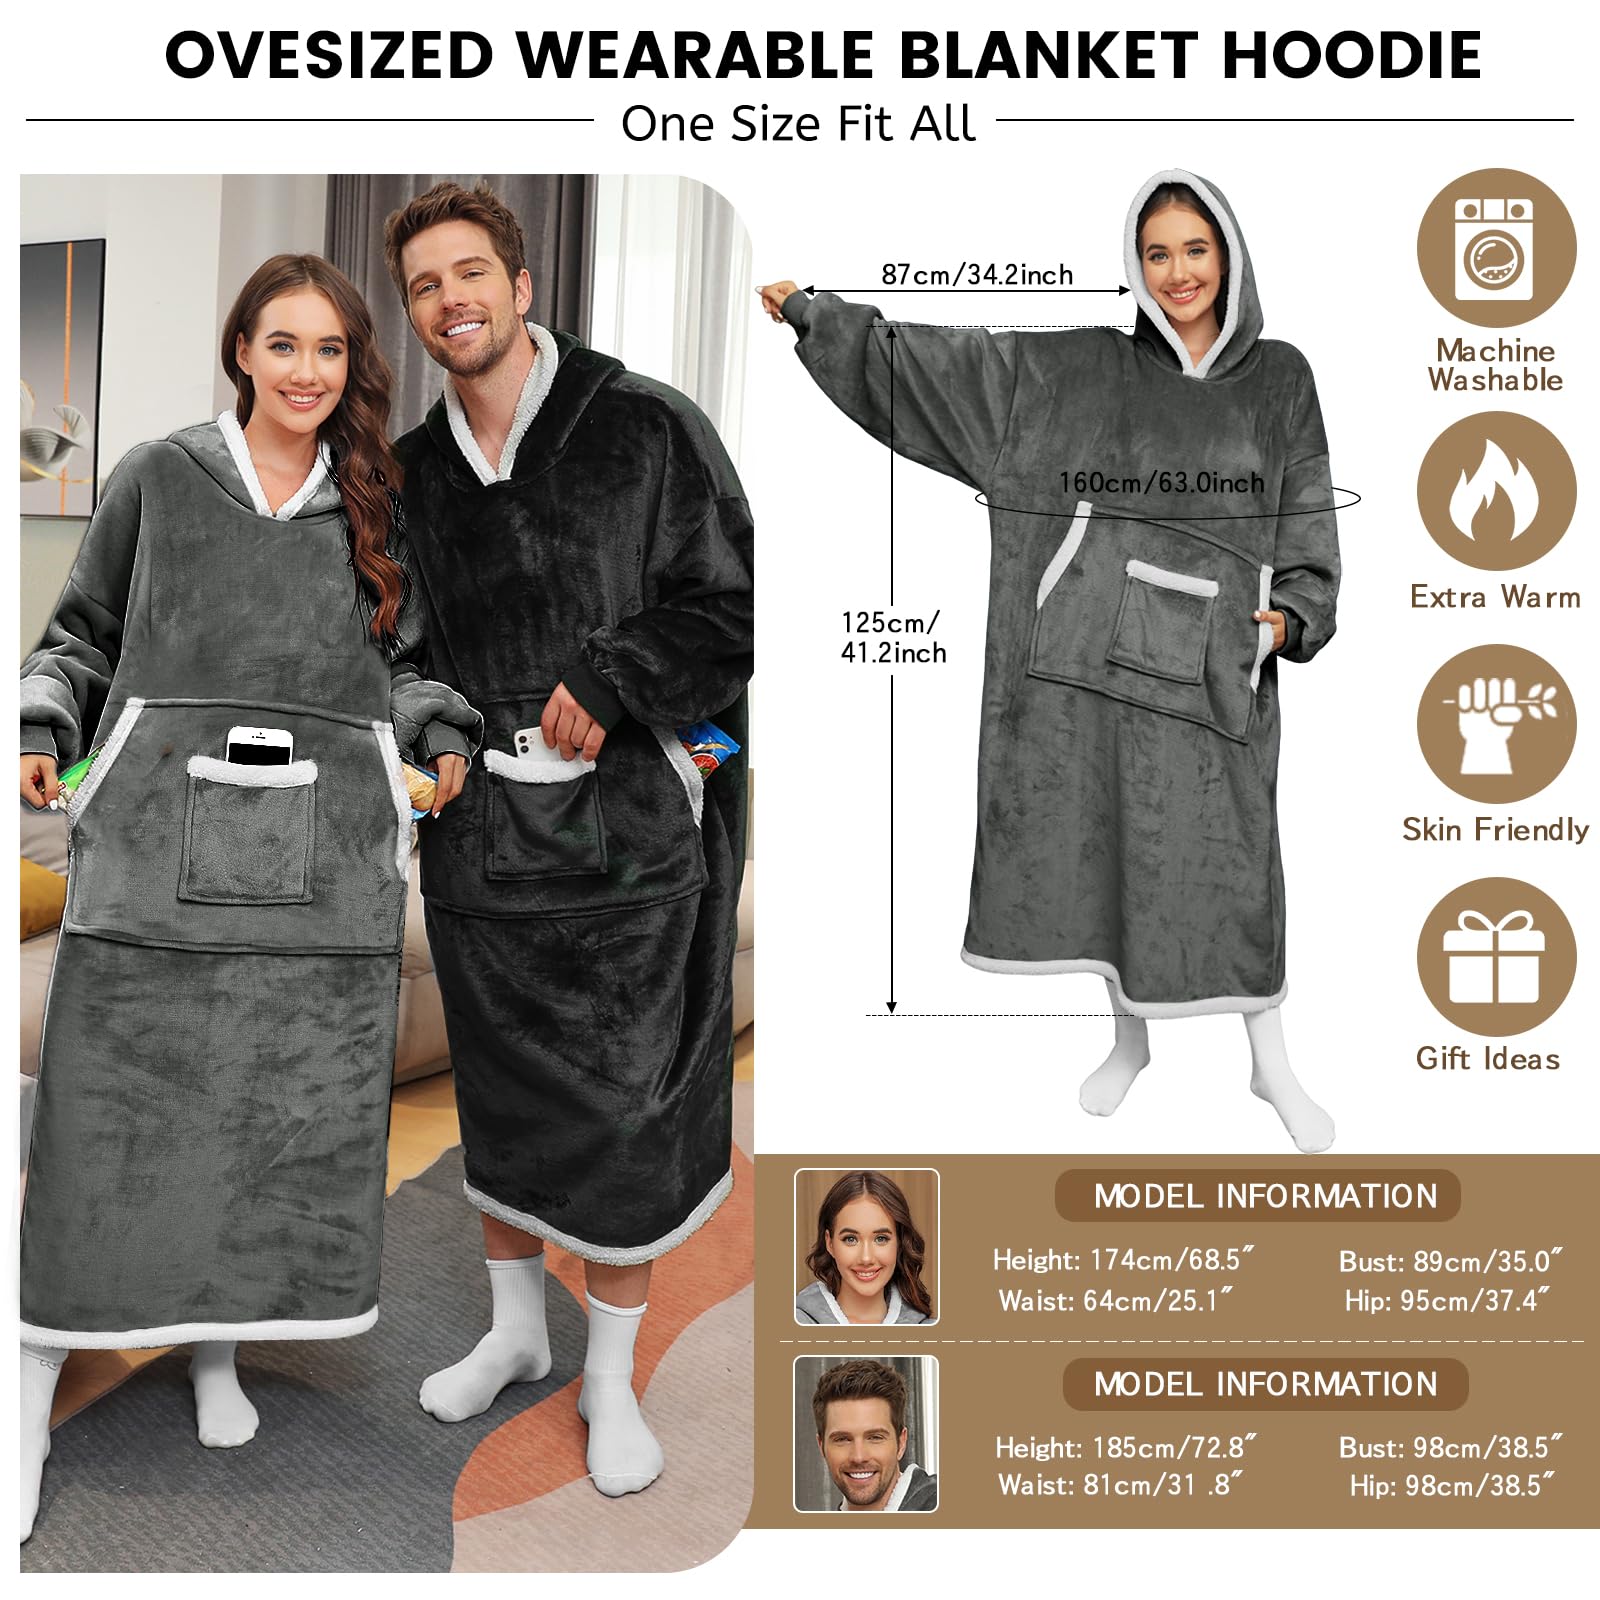 OVESIZED WEARABLE BLANKET HOODIE
One Size Fit All
87cm/34.2inch
160cm/63.0inch
125cm/
41.2inch
Machine
Washable
Extra Warm
Skin Friendly
Gift Ideas
MODEL INFORMATION
Height: 174cm/68.5″ Bust: 89cm/35.0″
Waist: 64cm/25.1″ Hip: 95cm/37.4″
MODEL INFORMATION
Height: 185cm/72.8″ Bust: 98cm/38.5″
Waist: 81cm/31 .8″ Hip: 98cm/38.5″